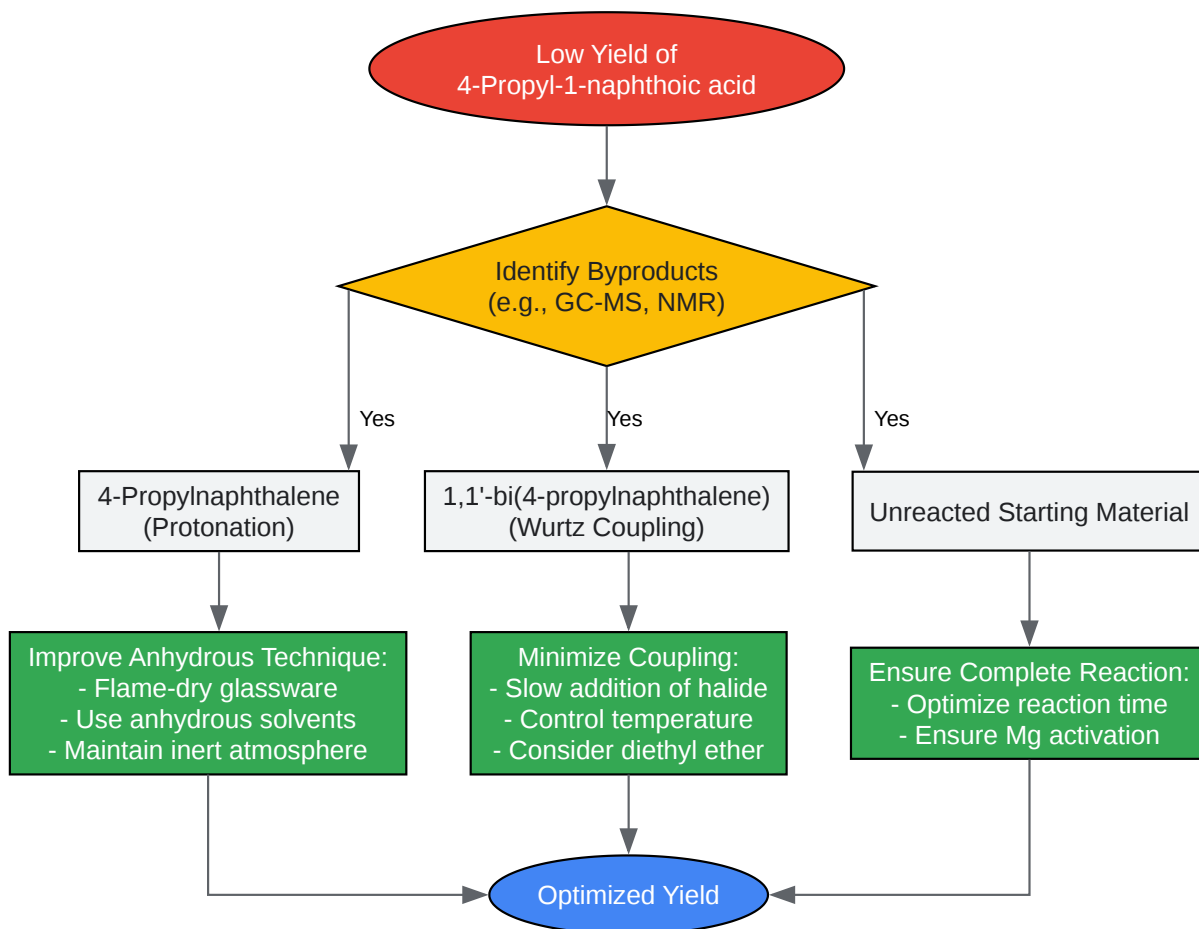 Low Yield of
4-Propyl-1-naphthoic acid
Identify Byproducts
(e.g., GC-MS, NMR)
Yes
Yes
Yes
4-Propylnaphthalene
(Protonation)
1,1'-bi(4-propylnaphthalene)
(Wurtz Coupling)
Unreacted Starting Material
Improve Anhydrous Technique:
- Flame-dry glassware
- Use anhydrous solvents
- Maintain inert atmosphere
Minimize Coupling:
- Slow addition of halide
- Control temperature
- Consider diethyl ether
Ensure Complete Reaction:
- Optimize reaction time
- Ensure Mg activation
Optimized Yield